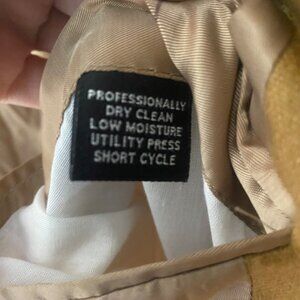 PROFESSIONALLY
DRY CLEAN
LOW MOISTURE
UTILITY PRESS
SHORT CYCLE